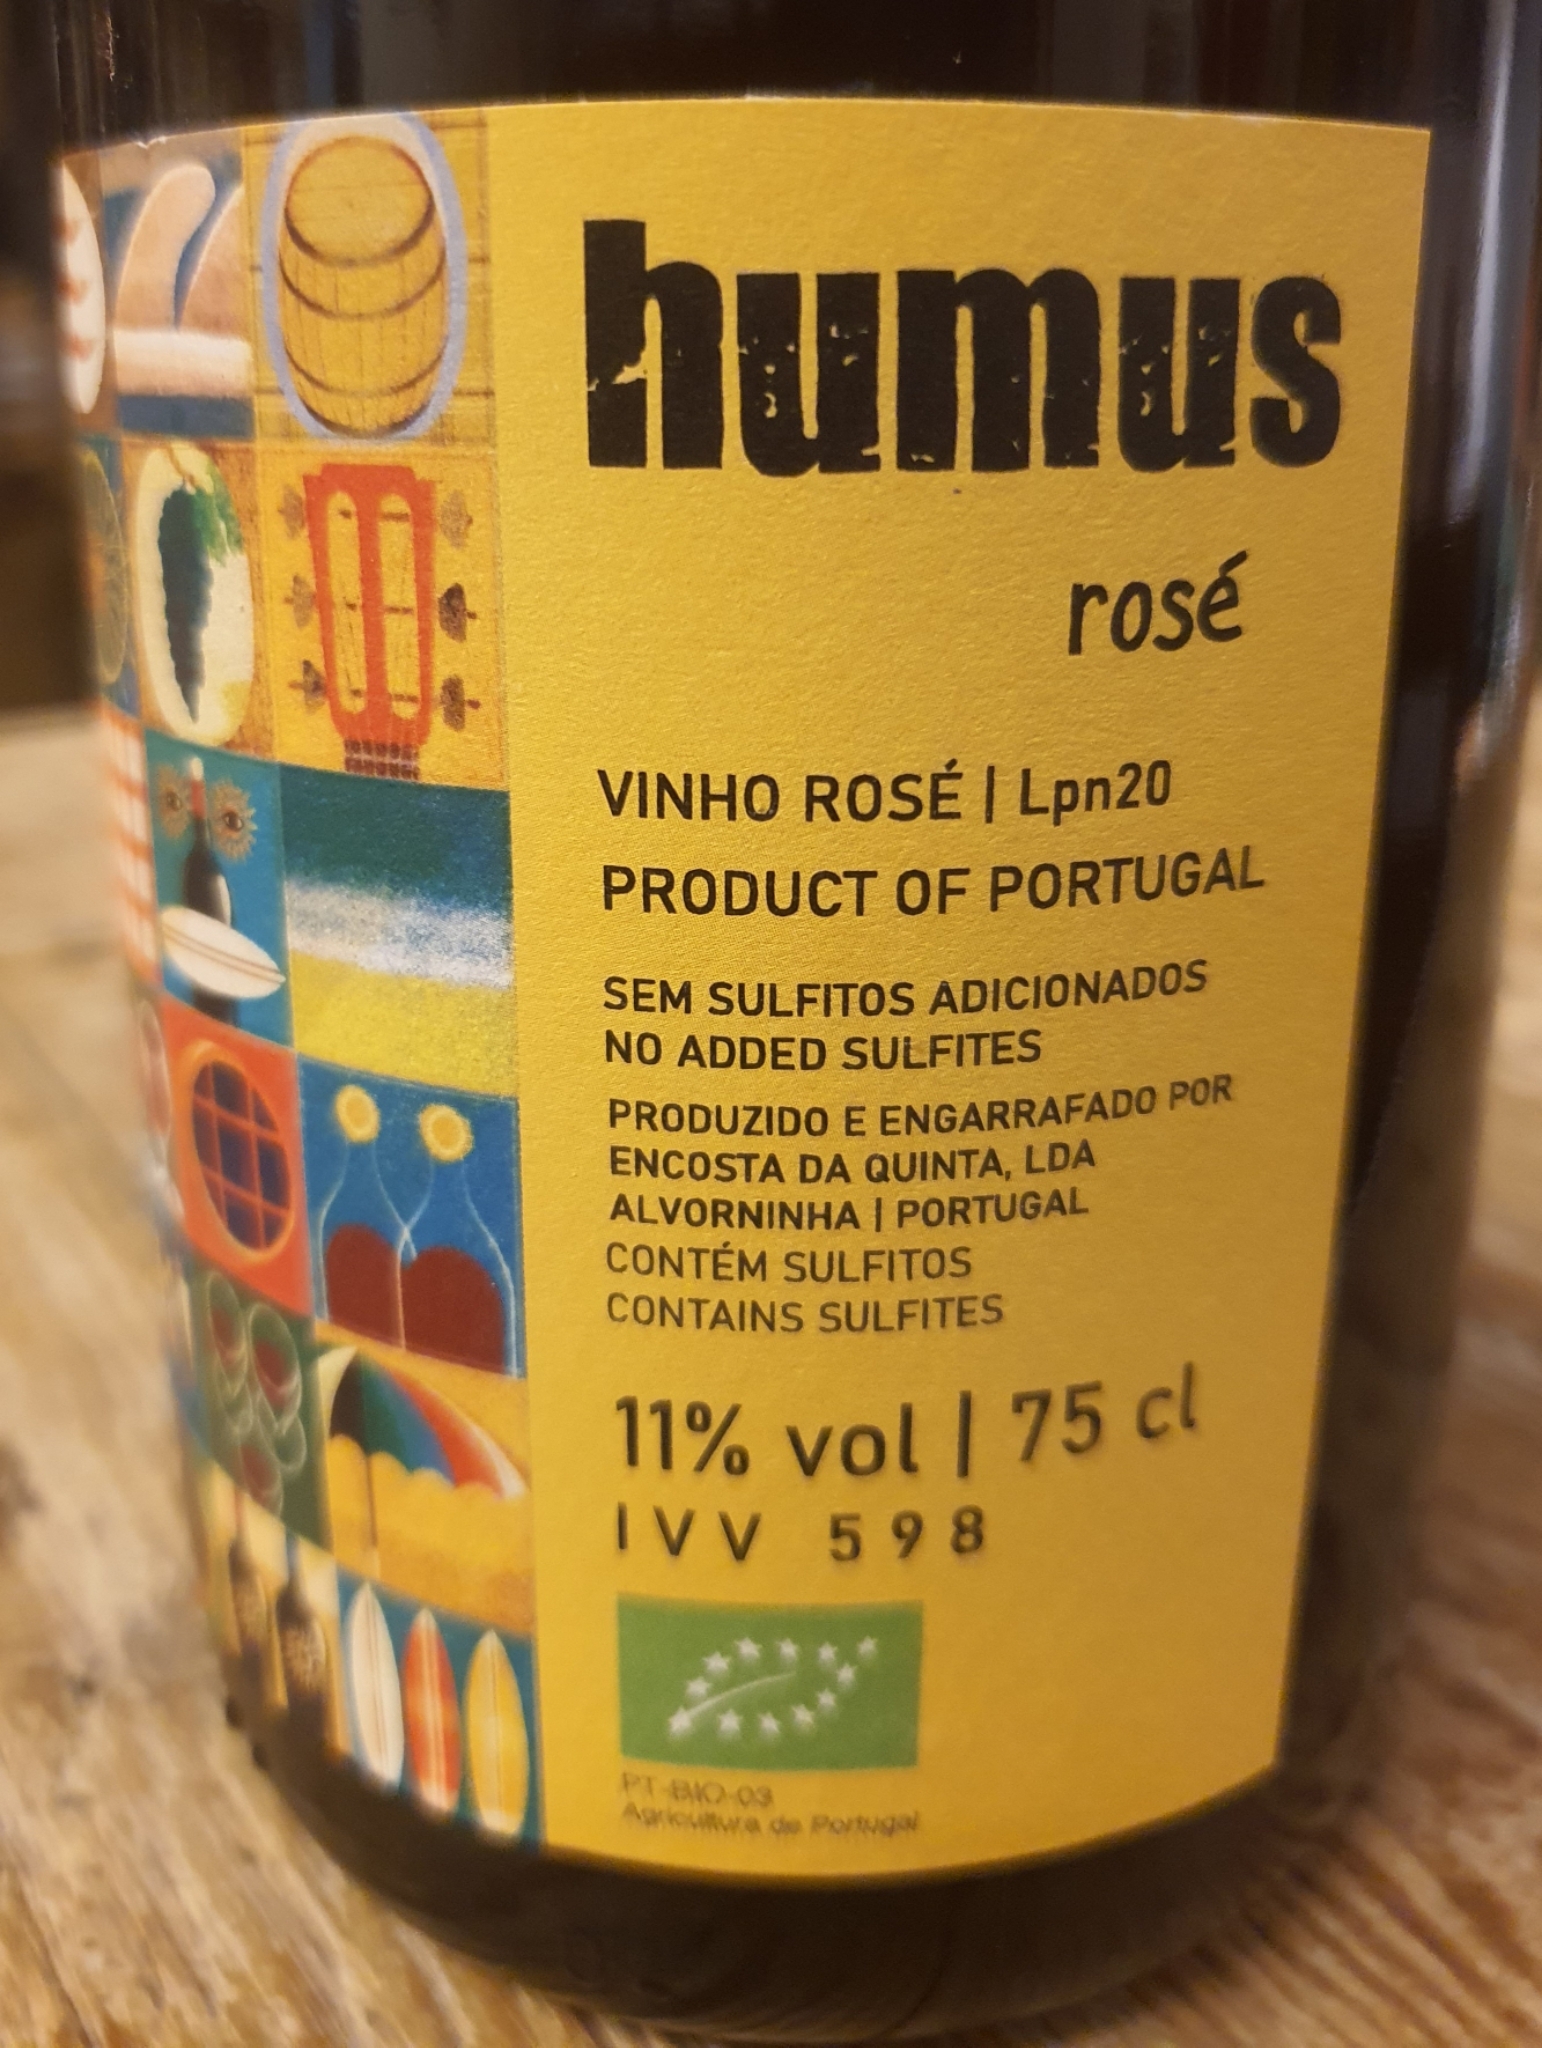 humus
rosé
VINHO ROSÉ | Lpn20
PRODUCT OF PORTUGAL
SEM SULFITOS ADICIONADOS
NO ADDED SULFITES
PRODUZIDO E ENGARRAFADO POR
ENCOSTA DA QUINTA, LDA
ALVORNINHA | PORTUGAL
CONTÉM SULFITOS
CONTAINS SULFITES
11% vol | 75 cl
IVV 598
PT-BIO-03
Agricultura de Portugal